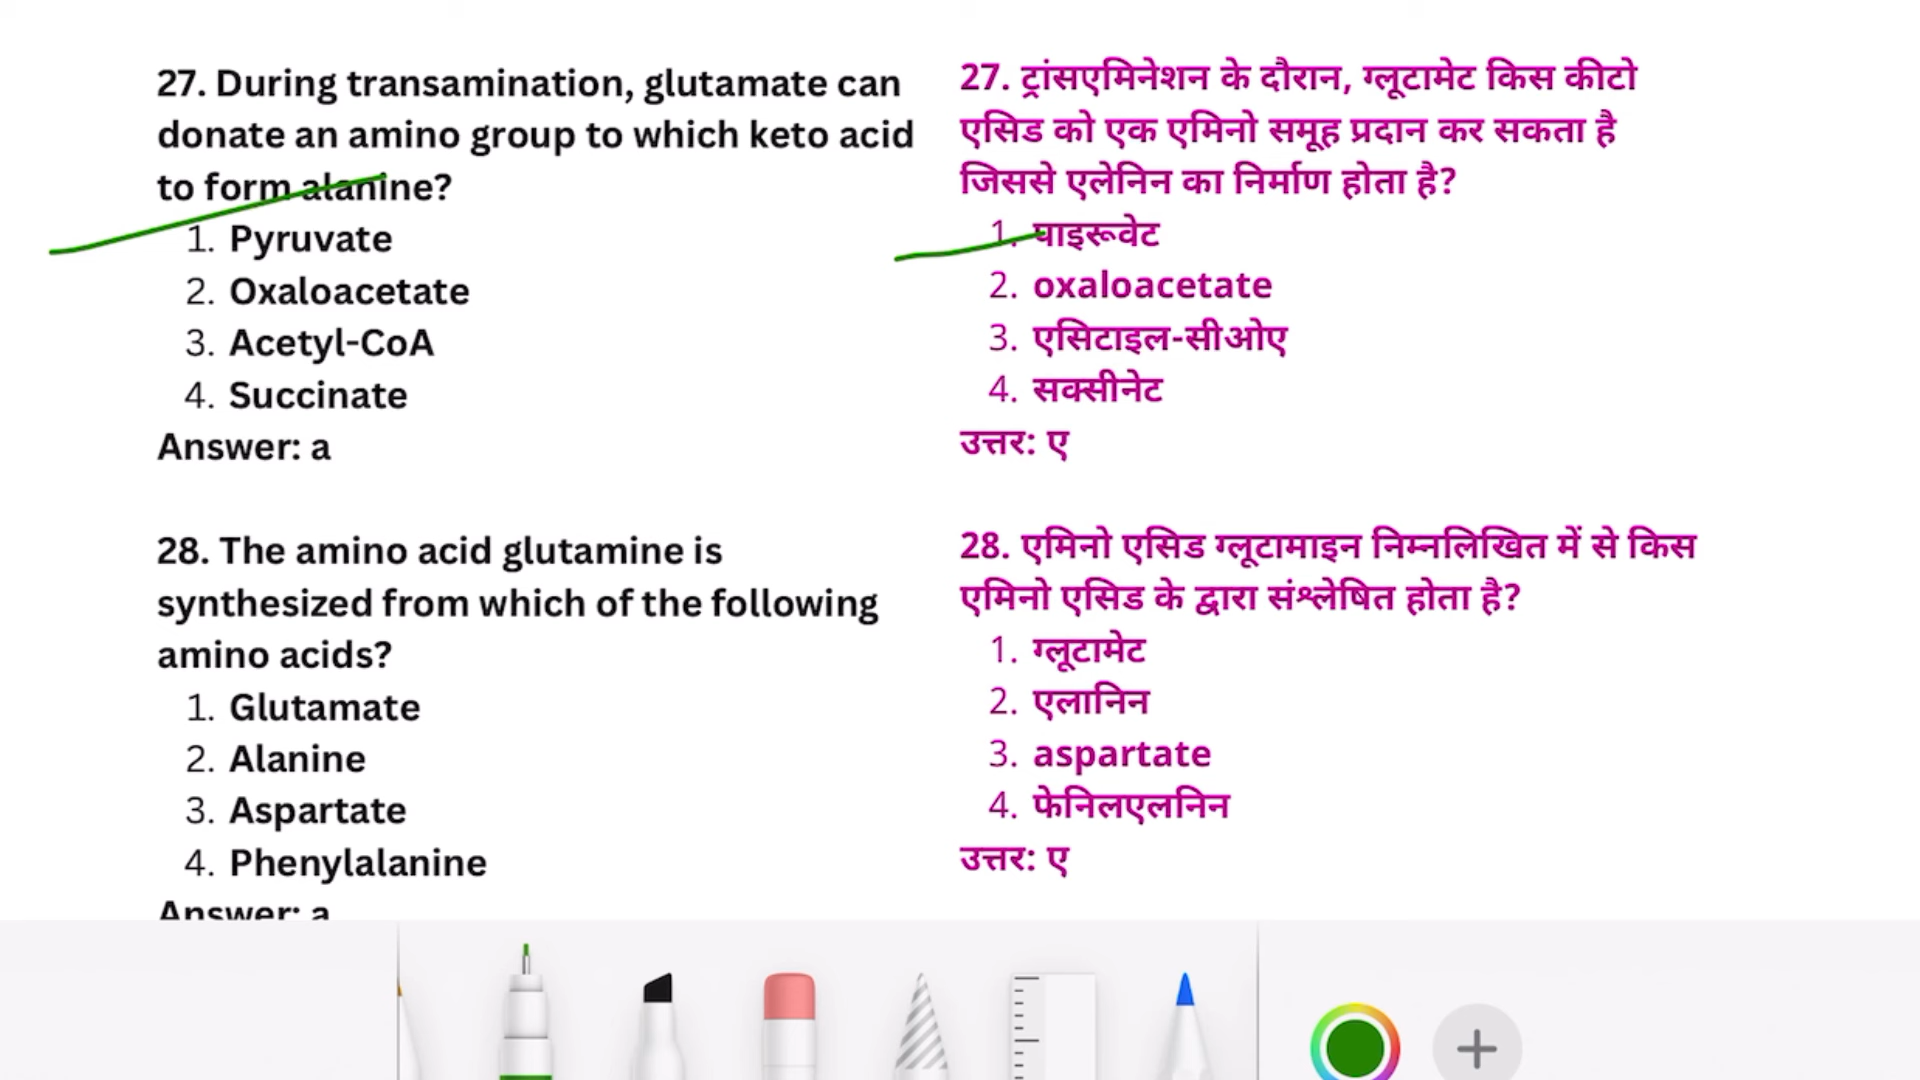 27. During transamination, glutamate can
donate an amino group to which keto acid
to form alanine?
1. Pyruvate
2. Oxaloacetate
3. Acetyl-CoA
4. Succinate
Answer: a
28. The amino acid glutamine is
synthesized from which of the following
amino acids?
1. Glutamate
2. Alanine
3. Aspartate
4. Phenylalanine
Answer: a
27. ट्रांसएमिनेशन के दौरान, ग्लूटामेट किस कीटो
एसिड को एक एमिनो समूह प्रदान कर सकता है
जिससे एलेनिन का निर्माण होता है?
1. पाइरूवेट
2. oxaloacetate
3. एसिटाइल-सीओए
4. सक्सीनेट
उत्तर: ए
28. एमिनो एसिड ग्लूटामाइन निम्नलिखित में से किस
एमिनो एसिड के द्वारा संश्लेषित होता है?
1. ग्लूटामेट
2. एलानिन
3. aspartate
4. फेनिलएलनिन
उत्तर: ए